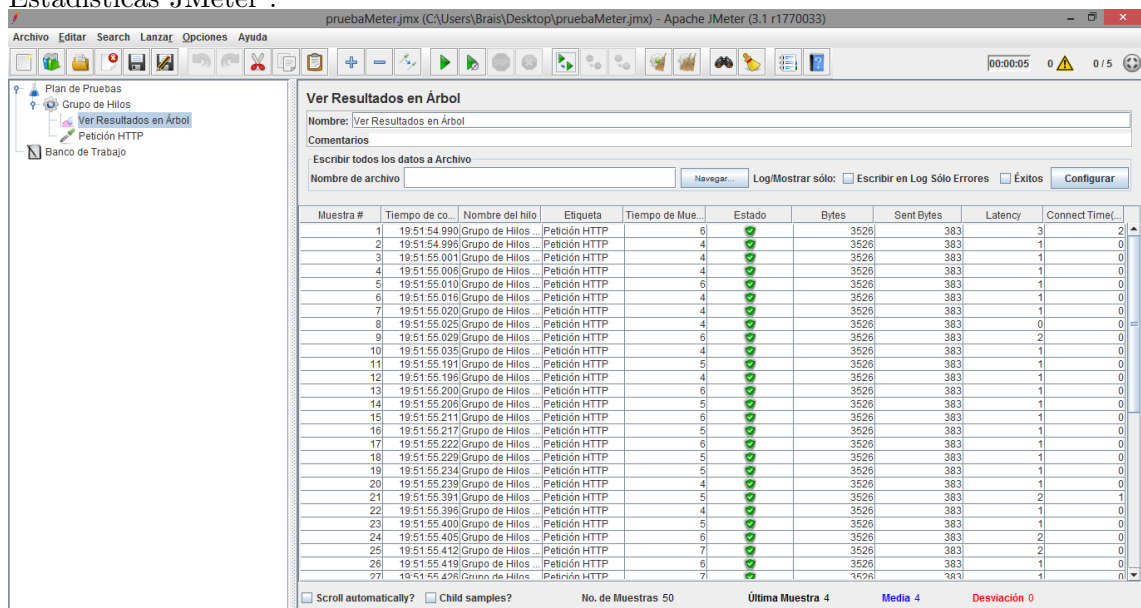 Estadísticas JMeter :
pruebaMeter.jmx (C:\Users\Brais\Desktop\pruebaMeter.jmx) - Apache JMeter (3.1 r1770033)
Archivo Editar Search Lanzar Opciones Ayuda
00:00:05 0 0 / 5
Plan de Pruebas
Grupo de Hilos
Ver Resultados en Árbol
Petición HTTP
Banco de Trabajo
Ver Resultados en Árbol
Nombre: Ver Resultados en Árbol
Comentarios
Escribir todos los datos a Archivo
Nombre de archivo Navegar... Log/Mostrar sólo: Escribir en Log Sólo Errores Éxitos Configurar
Muestra # Tiempo de co... Nombre del hilo Etiqueta Tiempo de Mue... Estado Bytes Sent Bytes Latency Connect Time(...
1 19:51:54.990 Grupo de Hilos ... Petición HTTP 6 3526 383 3 2
2 19:51:54.996 Grupo de Hilos ... Petición HTTP 4 3526 383 1 0
3 19:51:55.001 Grupo de Hilos ... Petición HTTP 4 3526 383 1 0
4 19:51:55.006 Grupo de Hilos ... Petición HTTP 4 3526 383 1 0
5 19:51:55.010 Grupo de Hilos ... Petición HTTP 6 3526 383 1 0
6 19:51:55.016 Grupo de Hilos ... Petición HTTP 4 3526 383 1 0
7 19:51:55.020 Grupo de Hilos ... Petición HTTP 4 3526 383 1 0
8 19:51:55.025 Grupo de Hilos ... Petición HTTP 4 3526 383 0 0
9 19:51:55.029 Grupo de Hilos ... Petición HTTP 6 3526 383 2 0
10 19:51:55.035 Grupo de Hilos ... Petición HTTP 4 3526 383 1 0
11 19:51:55.191 Grupo de Hilos ... Petición HTTP 5 3526 383 1 0
12 19:51:55.196 Grupo de Hilos ... Petición HTTP 4 3526 383 1 0
13 19:51:55.200 Grupo de Hilos ... Petición HTTP 6 3526 383 1 0
14 19:51:55.206 Grupo de Hilos ... Petición HTTP 5 3526 383 1 0
15 19:51:55.211 Grupo de Hilos ... Petición HTTP 6 3526 383 1 0
16 19:51:55.217 Grupo de Hilos ... Petición HTTP 5 3526 383 1 0
17 19:51:55.222 Grupo de Hilos ... Petición HTTP 6 3526 383 1 0
18 19:51:55.229 Grupo de Hilos ... Petición HTTP 5 3526 383 1 0
19 19:51:55.234 Grupo de Hilos ... Petición HTTP 5 3526 383 1 0
20 19:51:55.239 Grupo de Hilos ... Petición HTTP 4 3526 383 1 0
21 19:51:55.391 Grupo de Hilos ... Petición HTTP 5 3526 383 2 1
22 19:51:55.396 Grupo de Hilos ... Petición HTTP 4 3526 383 1 0
23 19:51:55.400 Grupo de Hilos ... Petición HTTP 5 3526 383 1 0
24 19:51:55.405 Grupo de Hilos ... Petición HTTP 6 3526 383 2 0
25 19:51:55.412 Grupo de Hilos ... Petición HTTP 7 3526 383 2 0
26 19:51:55.419 Grupo de Hilos ... Petición HTTP 6 3526 383 1 0
27 19:51:55.426 Grupo de Hilos ... Petición HTTP 7 3526 383 1 0
Scroll automatically? Child samples? No. de Muestras 50 Última Muestra 4 Media 4 Desviación 0